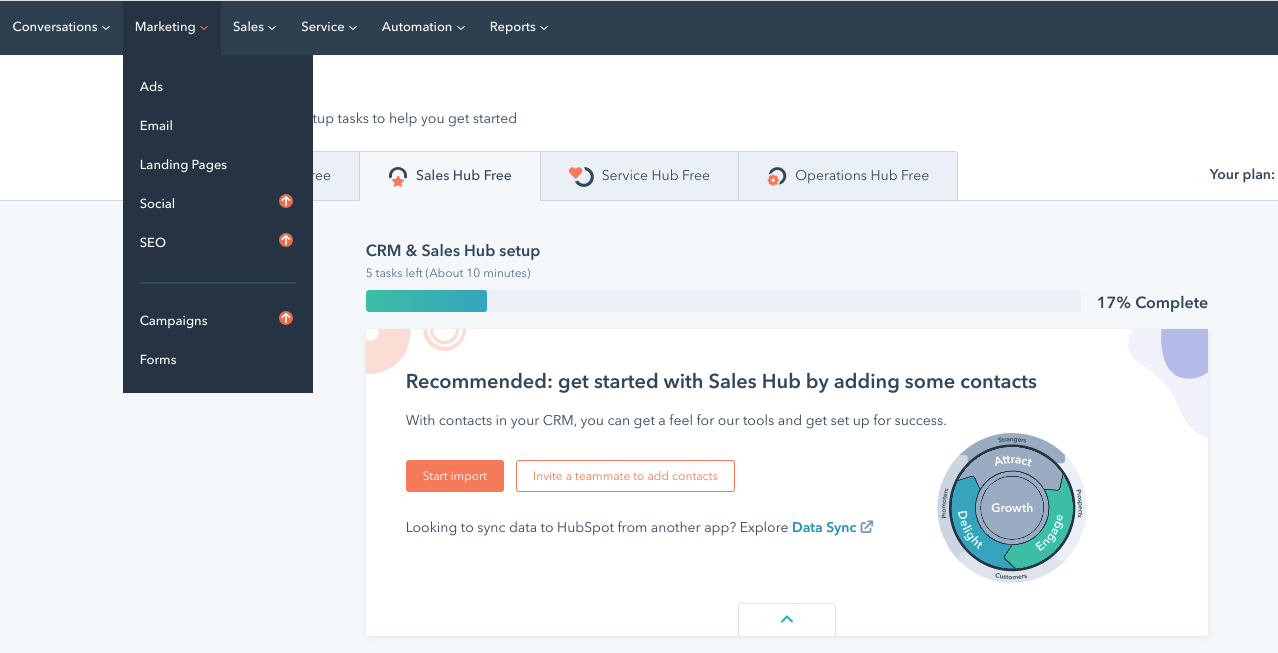 Conversations Marketing Sales Service Automation Reports
Ads
Email
Landing Pages
Social
SEO
Campaigns
Forms
tup tasks to help you get started
ree
Sales Hub Free
Service Hub Free
Operations Hub Free
Your plan:
CRM & Sales Hub setup
5 tasks left (About 10 minutes)
17% Complete
Recommended: get started with Sales Hub by adding some contacts
With contacts in your CRM, you can get a feel for our tools and get set up for success.
Start import
Invite a teammate to add contacts
Looking to sync data to HubSpot from another app? Explore Data Sync
Strangers
Attract
Promoters
Prospects
Growth
Delight
Engage
Customers